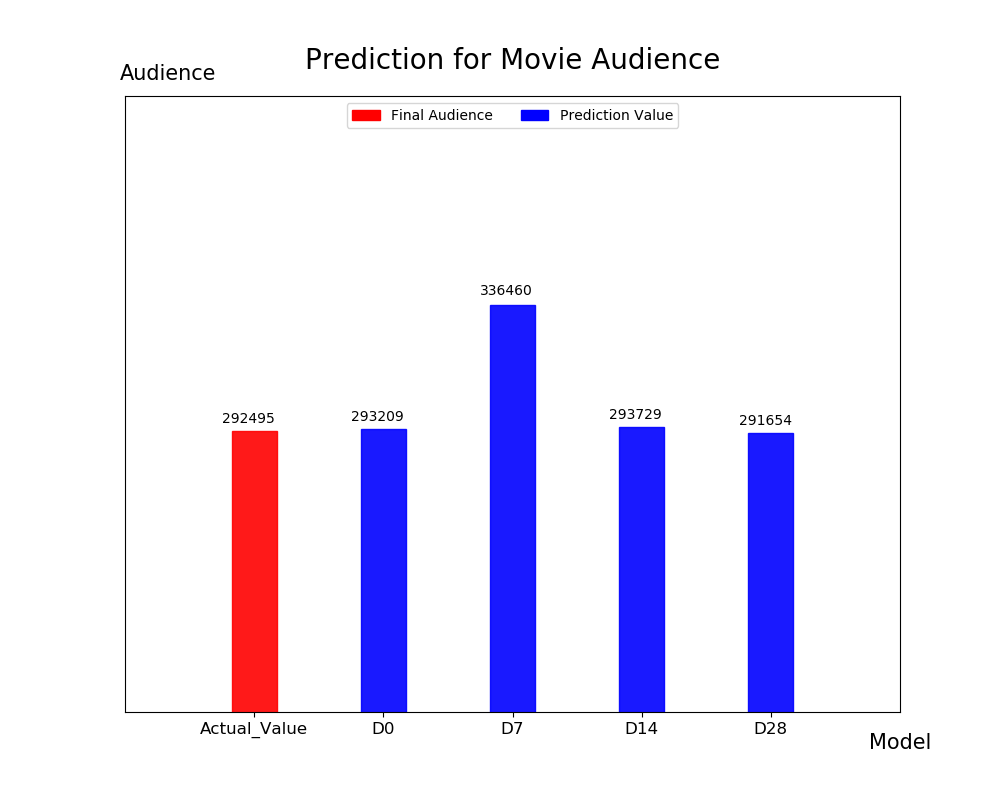 Prediction for Movie Audience
Audience
Final Audience Prediction Value
336460
292495 293209 293729 291654
Actual_Value D0 D7 D14 D28
Model